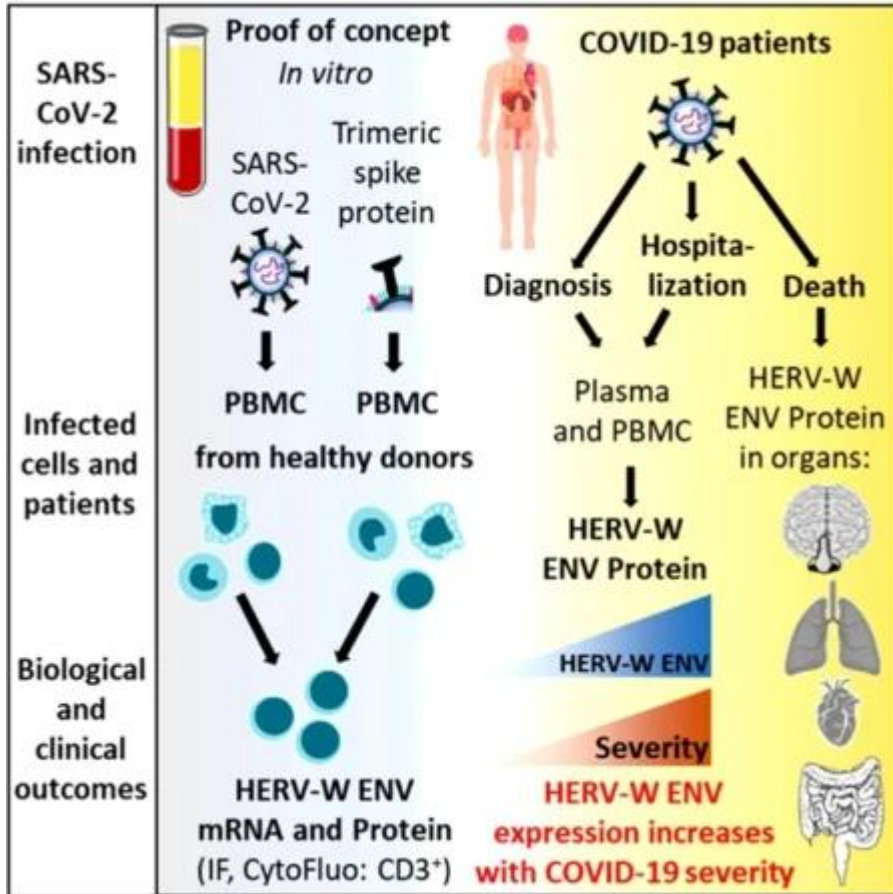 SARS-
CoV-2
infection
Infected
cells and
patients
Biological
and
clinical
outcomes
Proof of concept
In vitro
SARS-
CoV-2
Trimeric
spike
protein
PBMC
PBMC
from healthy donors
HERV-W ENV
mRNA and Protein
(IF, CytoFluo: CD3⁺)
COVID-19 patients
Diagnosis
Hospita-
lization
Death
Plasma
and PBMC
HERV-W
ENV Protein
HERV-W
ENV Protein
in organs:
HERV-W ENV
Severity
HERV-W ENV
expression increases
with COVID-19 severity